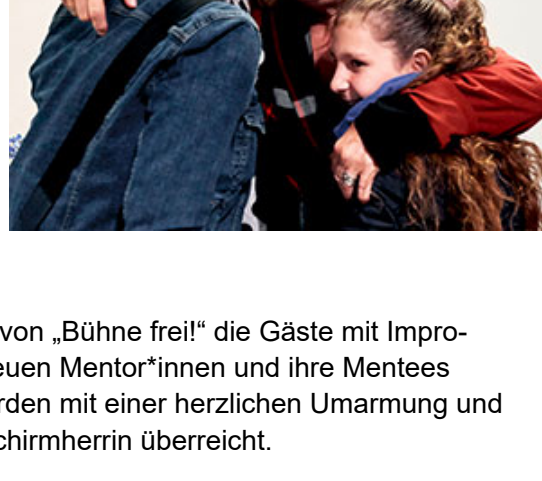 von „Bühne frei!“ die Gäste mit Impro-
euen Mentor*innen und ihre Mentees
rden mit einer herzlichen Umarmung und
chirmherrin überreicht.